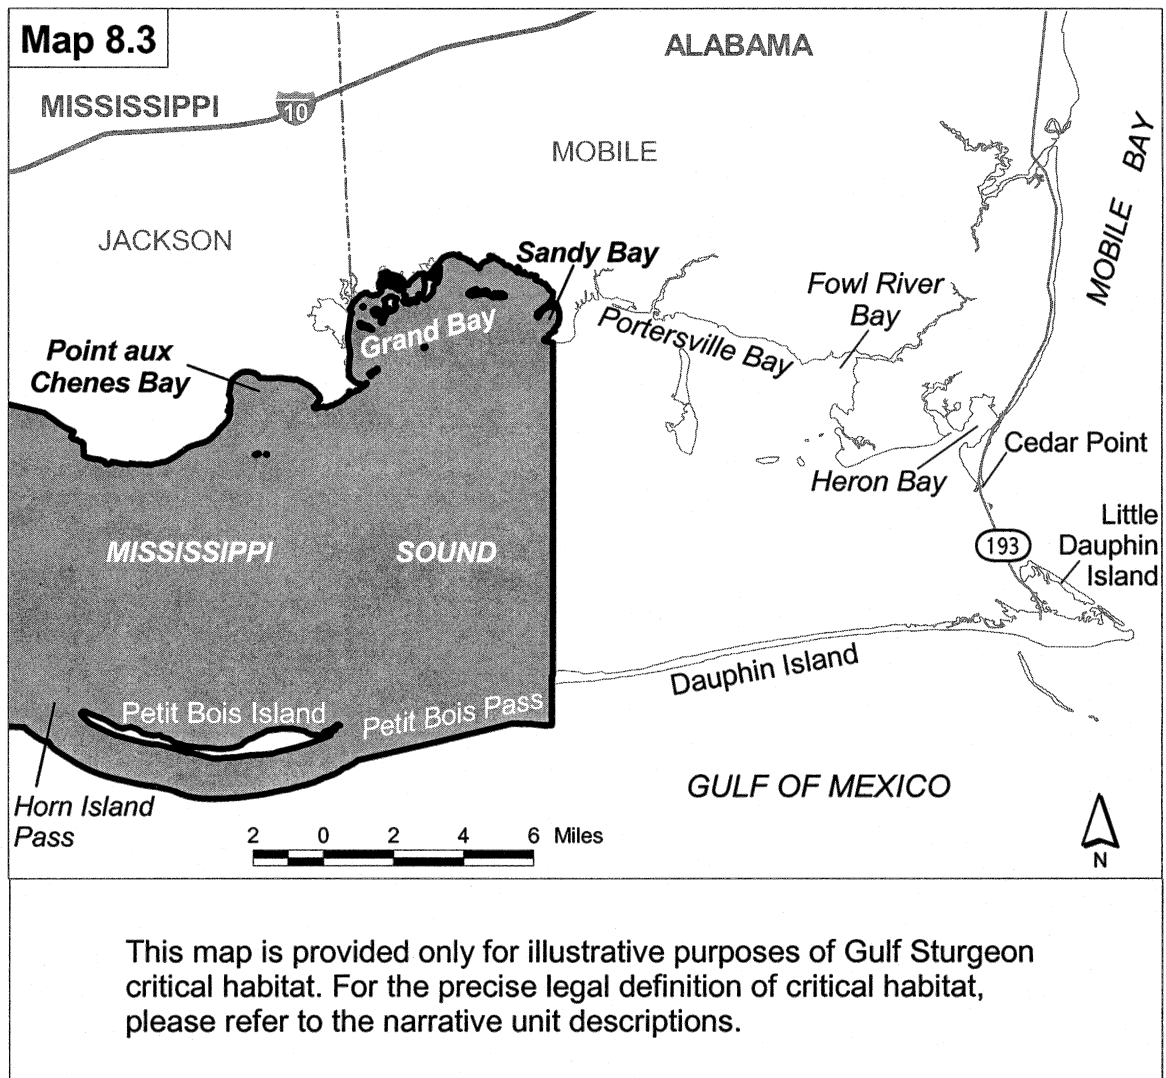 Map 8.3
ALABAMA
MISSISSIPPI
10
MOBILE
MOBILE BAY
JACKSON
Sandy Bay
Fowl River
Bay
Grand Bay
Portersville Bay
Point aux
Chenes Bay
Cedar Point
Heron Bay
Little
Dauphin
Island
193
MISSISSIPPI SOUND
Dauphin Island
Petit Bois Island
Petit Bois Pass
GULF OF MEXICO
Horn Island
Pass
2 0 2 4 6 Miles
N
This map is provided only for illustrative purposes of Gulf Sturgeon
critical habitat. For the precise legal definition of critical habitat,
please refer to the narrative unit descriptions.